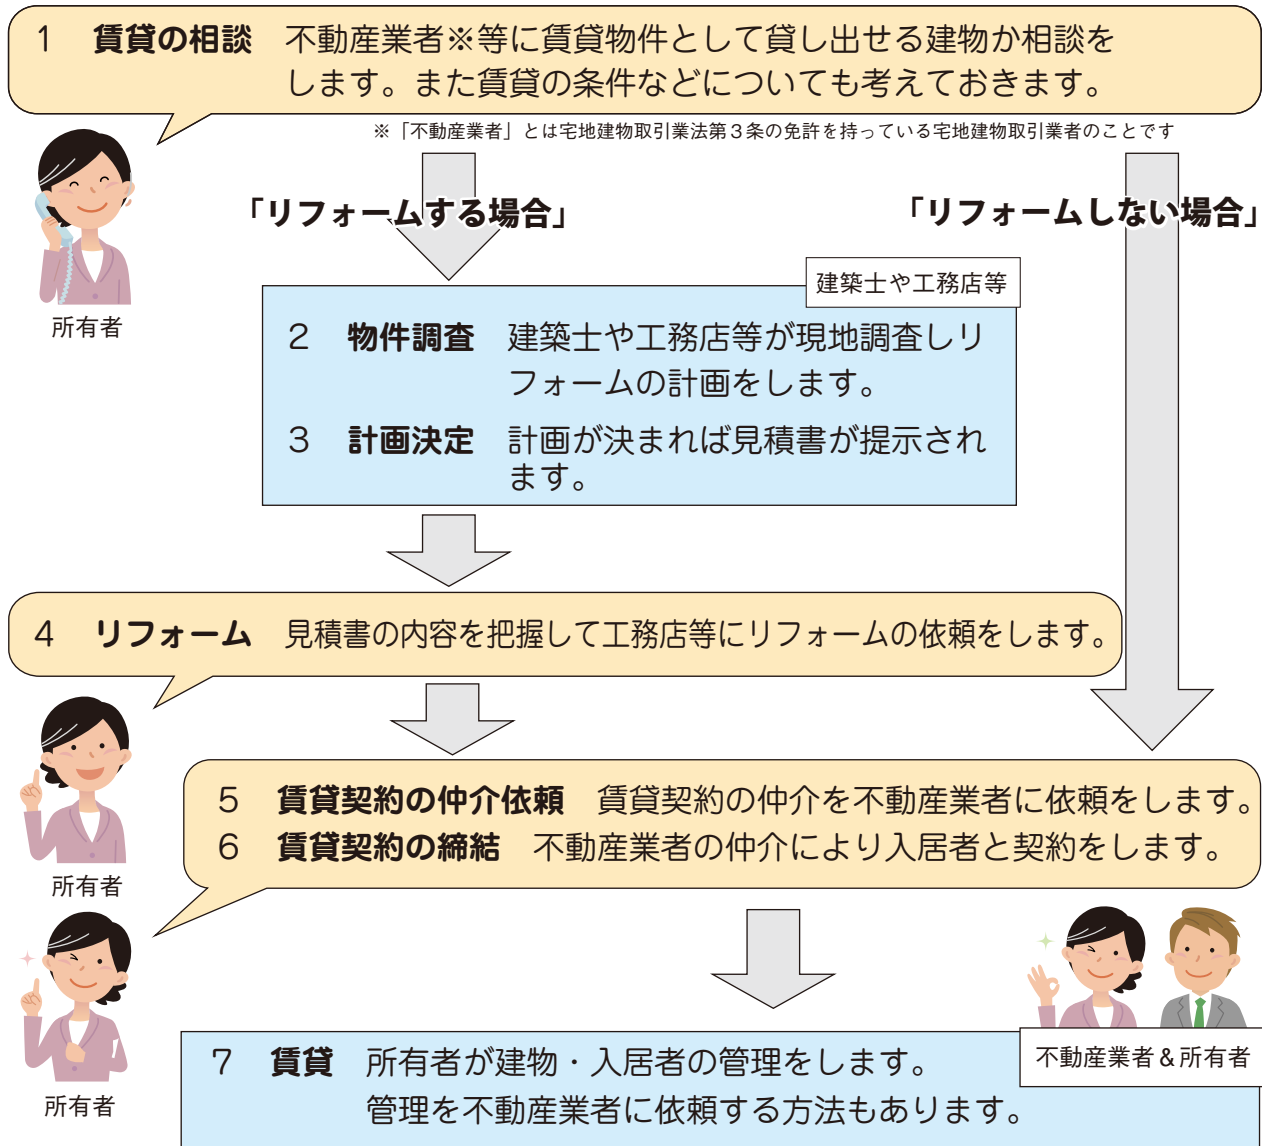 1 賃貸の相談 不動産業者※等に賃貸物件として貸し出せる建物か相談を
します。また賃貸の条件などについても考えておきます。
※「不動産業者」とは宅地建物取引業法第３条の免許を持っている宅地建物取引業者のことです
所有者
「リフォームする場合」
「リフォームしない場合」
建築士や工務店等
2 物件調査 建築士や工務店等が現地調査しリ
フォームの計画をします。
3 計画決定 計画が決まれば見積書が提示され
ます。
4 リフォーム 見積書の内容を把握して工務店等にリフォームの依頼をします。
所有者
5 賃貸契約の仲介依頼 賃貸契約の仲介を不動産業者に依頼をします。
6 賃貸契約の締結 不動産業者の仲介により入居者と契約をします。
所有者
不動産業者＆所有者
7 賃貸 所有者が建物・入居者の管理をします。
管理を不動産業者に依頼する方法もあります。